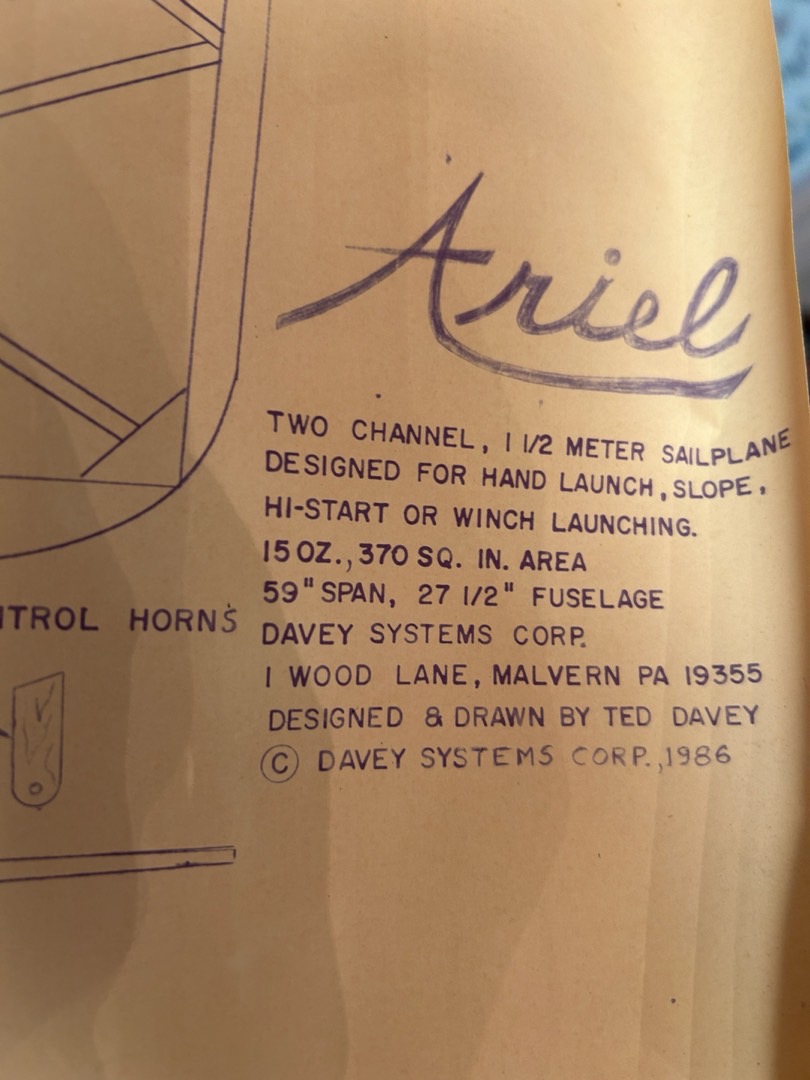 Ariel
TWO CHANNEL, 1 1/2 METER SAILPLANE
DESIGNED FOR HAND LAUNCH, SLOPE,
HI-START OR WINCH LAUNCHING.
15 OZ., 370 SQ. IN. AREA
59" SPAN, 27 1/2" FUSELAGE
NTROL HORNS
DAVEY SYSTEMS CORP.
1 WOOD LANE, MALVERN PA 19355
DESIGNED & DRAWN BY TED DAVEY
© DAVEY SYSTEMS CORP., 1986